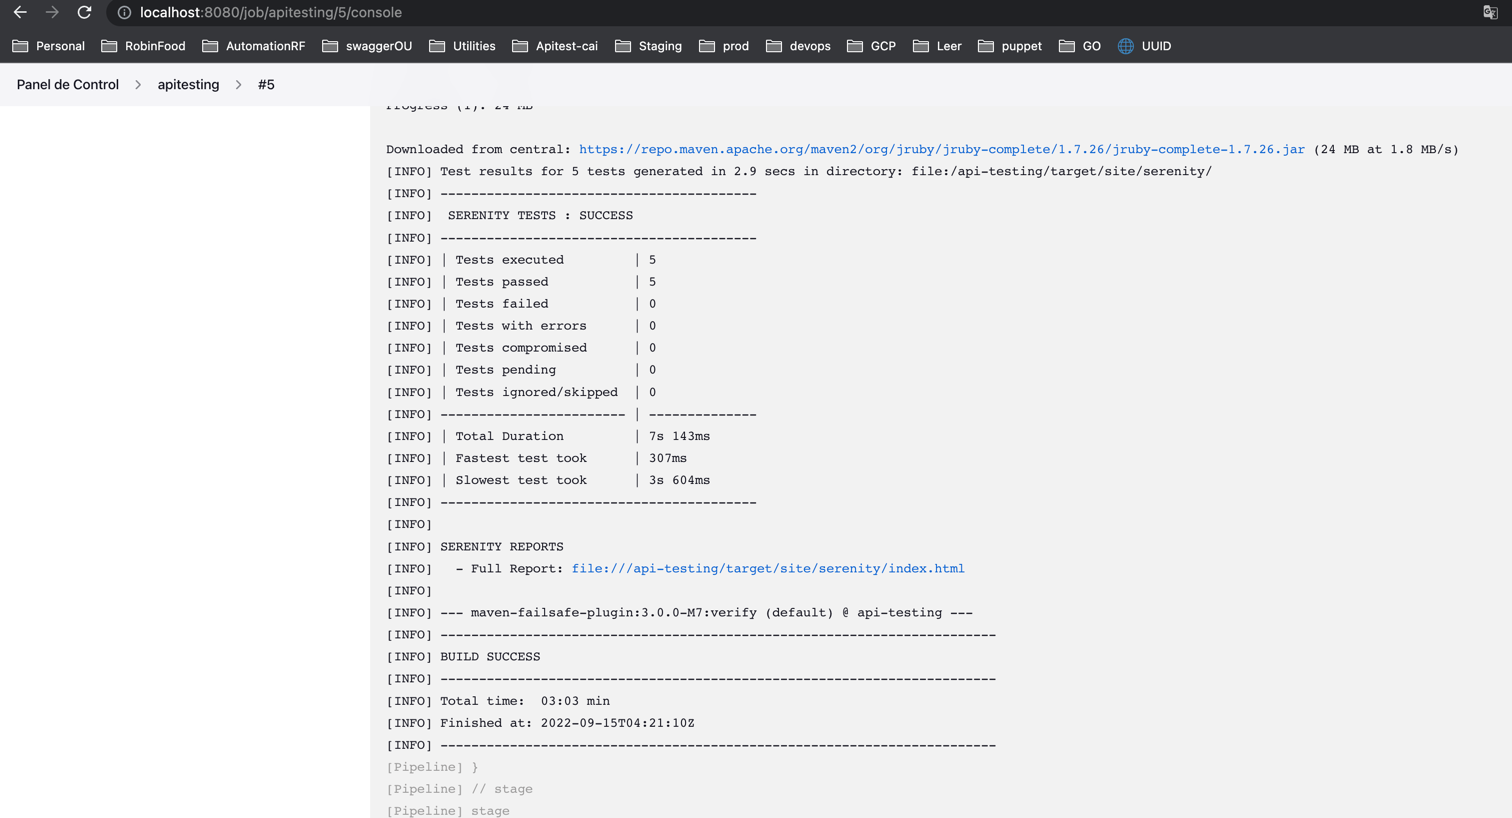 localhost:8080/job/apitesting/5/console
Personal RobinFood AutomationRF swaggerOU Utilities Apitest-cai Staging prod devops GCP Leer puppet GO UUID
Panel de Control > apitesting > #5
Progress (1): 24 MB
Downloaded from central: https://repo.maven.apache.org/maven2/org/jruby/jruby-complete/1.7.26/jruby-complete-1.7.26.jar (24 MB at 1.8 MB/s)
[INFO] Test results for 5 tests generated in 2.9 secs in directory: file:/api-testing/target/site/serenity/
[INFO] -----------------------------------------
[INFO]  SERENITY TESTS : SUCCESS
[INFO] -----------------------------------------
[INFO] | Tests executed         | 5
[INFO] | Tests passed           | 5
[INFO] | Tests failed           | 0
[INFO] | Tests with errors      | 0
[INFO] | Tests compromised      | 0
[INFO] | Tests pending          | 0
[INFO] | Tests ignored/skipped  | 0
[INFO] ------------------------ | --------------
[INFO] | Total Duration         | 7s 143ms
[INFO] | Fastest test took      | 307ms
[INFO] | Slowest test took      | 3s 604ms
[INFO] -----------------------------------------
[INFO]
[INFO] SERENITY REPORTS
[INFO]   - Full Report: file:///api-testing/target/site/serenity/index.html
[INFO]
[INFO] --- maven-failsafe-plugin:3.0.0-M7:verify (default) @ api-testing ---
[INFO] ------------------------------------------------------------------------
[INFO] BUILD SUCCESS
[INFO] ------------------------------------------------------------------------
[INFO] Total time:  03:03 min
[INFO] Finished at: 2022-09-15T04:21:10Z
[INFO] ------------------------------------------------------------------------
[Pipeline] }
[Pipeline] // stage
[Pipeline] stage